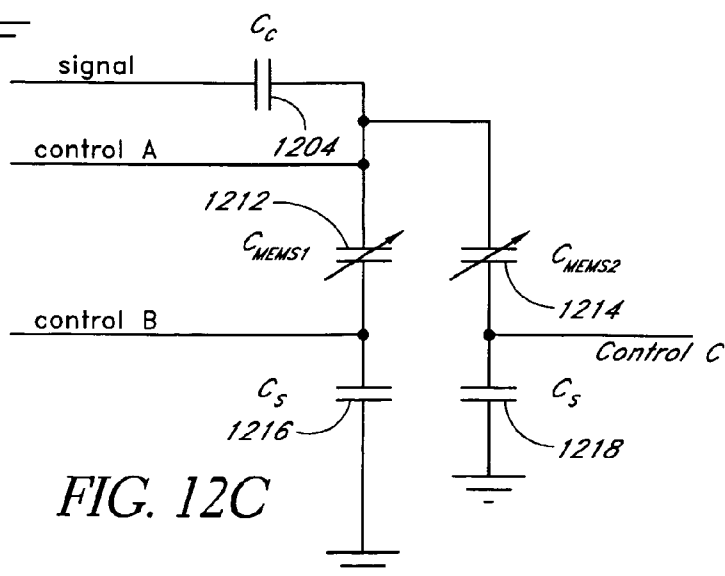 C_c
signal
1204
control A
1212
C_MEMS1
C_MEMS2
1214
control B
Control C
C_s
C_s
1216
1218
FIG. 12C